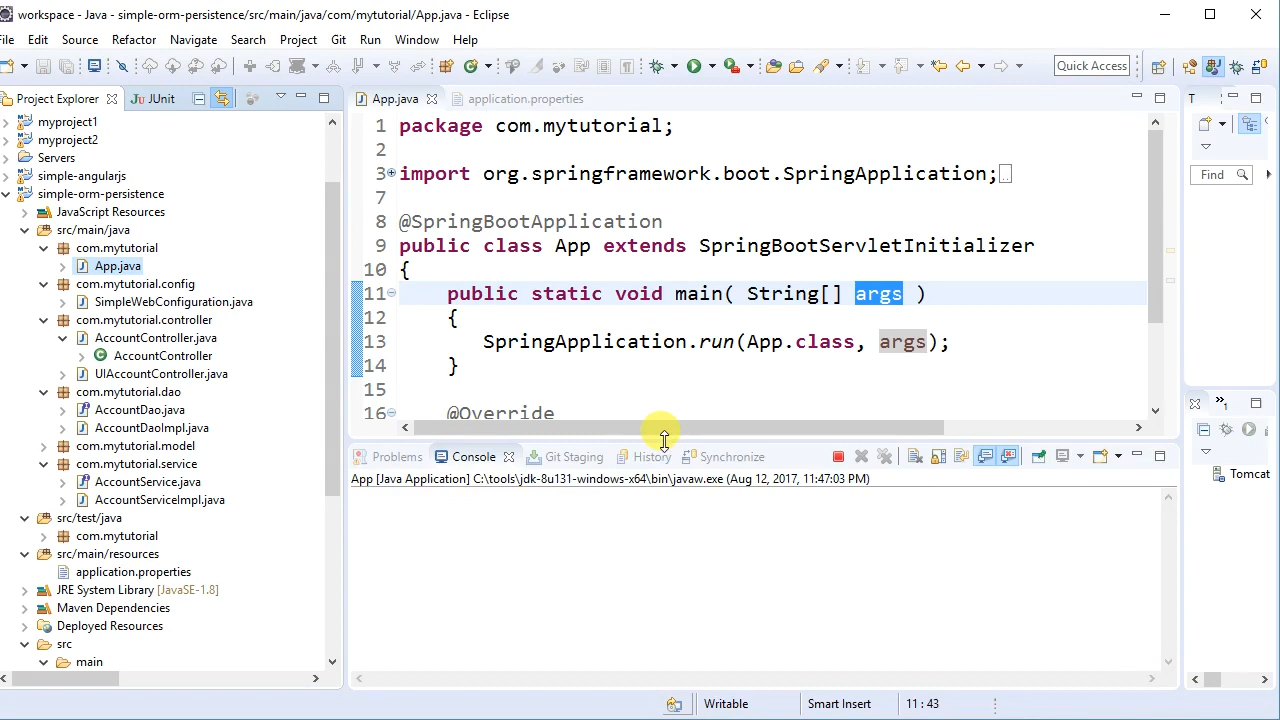 workspace - Java - simple-orm-persistence/src/main/java/com/mytutorial/App.java - Eclipse
File Edit Source Refactor Navigate Search Project Git Run Window Help
Quick Access
Project Explorer
JUnit
myproject1
myproject2
Servers
simple-angularjs
simple-orm-persistence
JavaScript Resources
src/main/java
com.mytutorial
App.java
com.mytutorial.config
SimpleWebConfiguration.java
com.mytutorial.controller
AccountController.java
AccountController
UIAccountController.java
com.mytutorial.dao
AccountDao.java
AccountDaoImpl.java
com.mytutorial.model
com.mytutorial.service
AccountService.java
AccountServiceImpl.java
src/test/java
com.mytutorial
src/main/resources
application.properties
JRE System Library [JavaSE-1.8]
Maven Dependencies
Deployed Resources
src
main
App.java
application.properties
1 package com.mytutorial;
2
3 import org.springframework.boot.SpringApplication;
7
8 @SpringBootApplication
9 public class App extends SpringBootServletInitializer
10 {
11 public static void main( String[] args )
12 {
13 SpringApplication.run(App.class, args);
14 }
15
16 @Override
Problems Console Git Staging History Synchronize
App [Java Application] C:\tools\jdk-8u131-windows-x64\bin\javaw.exe (Aug 12, 2017, 11:47:03 PM)
T
Find
»1
Tomcat
Writable
Smart Insert
11 : 43